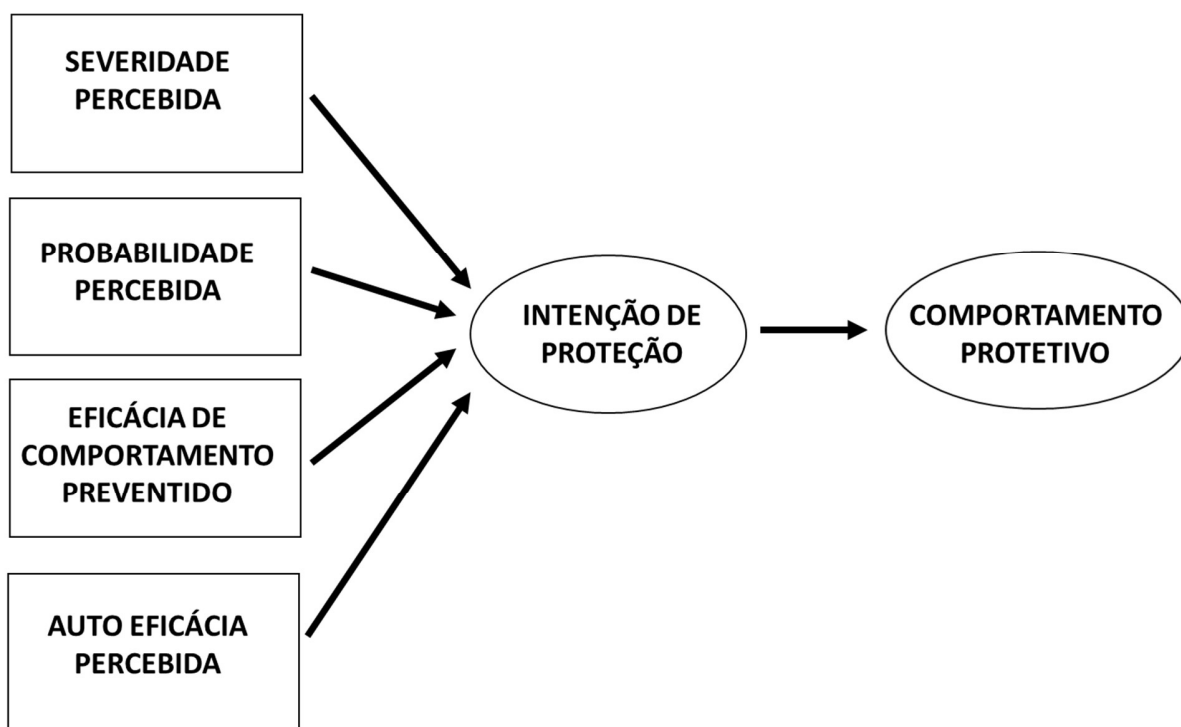 SEVERIDADE
PERCEBIDA
PROBABILIDADE
PERCEBIDA
EFICÁCIA DE
COMPORTAMENTO
PREVENTIDO
AUTO EFICÁCIA
PERCEBIDA
INTENÇÃO DE
PROTEÇÃO
COMPORTAMENTO
PROTETIVO